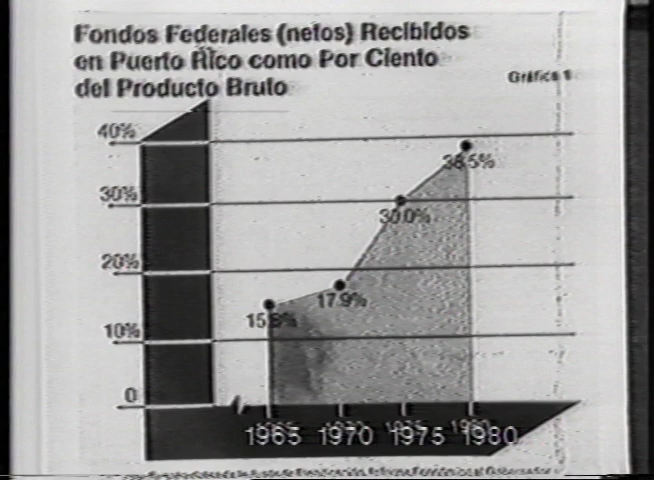 Fondos Federales (netos) Recibidos
en Puerto Rico como Por Ciento
del Producto Bruto
Gráfica 1
40%
30%
20%
10%
0
15.8%
17.9%
30.0%
38.5%
1965 1970 1975 1980